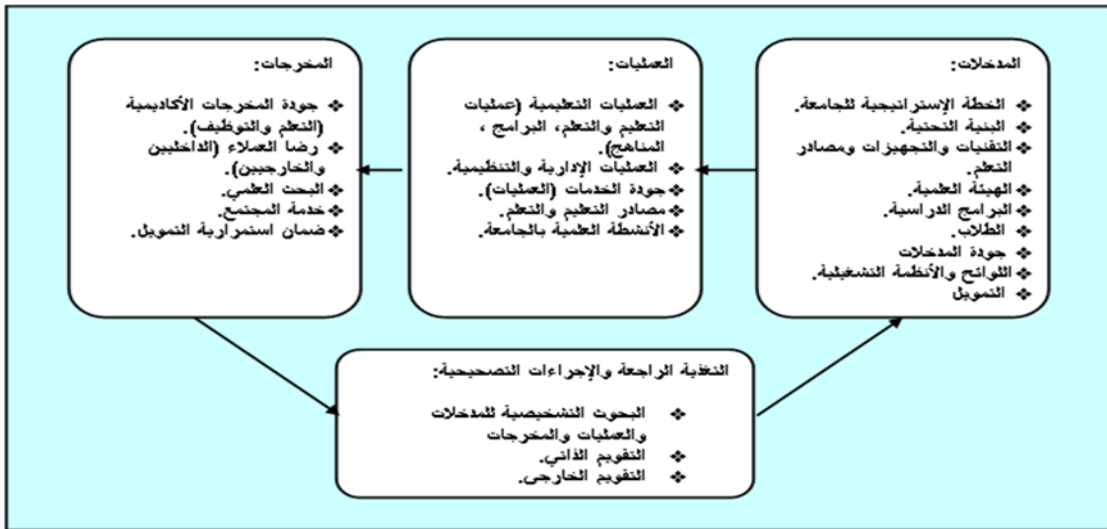 المدخلات:
❖ الخطة الإستراتيجية للجامعة.
❖ البنية التحتية.
❖ التقنيات والتجهيزات ومصادر
التعلم.
❖ الهيئة العلمية.
❖ البرامج الدراسية.
❖ الطلاب.
❖ جودة المدخلات
❖ اللوائح والأنظمة التشغيلية.
❖ التمويل
العمليات:
❖ العمليات التعليمية (عمليات
التعليم والتعلم، البرامج ،
المناهج).
❖ العمليات الإدارية والتنظيمية.
❖ جودة الخدمات (العمليات).
❖ مصادر التعليم والتعلم.
❖ الأنشطة العلمية بالجامعة.
المخرجات:
❖ جودة المخرجات الأكاديمية
(التعلم والتوظيف).
❖ رضا العملاء (الداخليين
والخارجيين).
❖ البحث العلمي.
❖ خدمة المجتمع.
❖ ضمان استمرارية التمويل.
التغذية الراجعة والإجراءات التصحيحية:
❖ البحوث التشخيصية للمدخلات
والعمليات والمخرجات
❖ التقويم الذاتي.
❖ التقويم الخارجي.